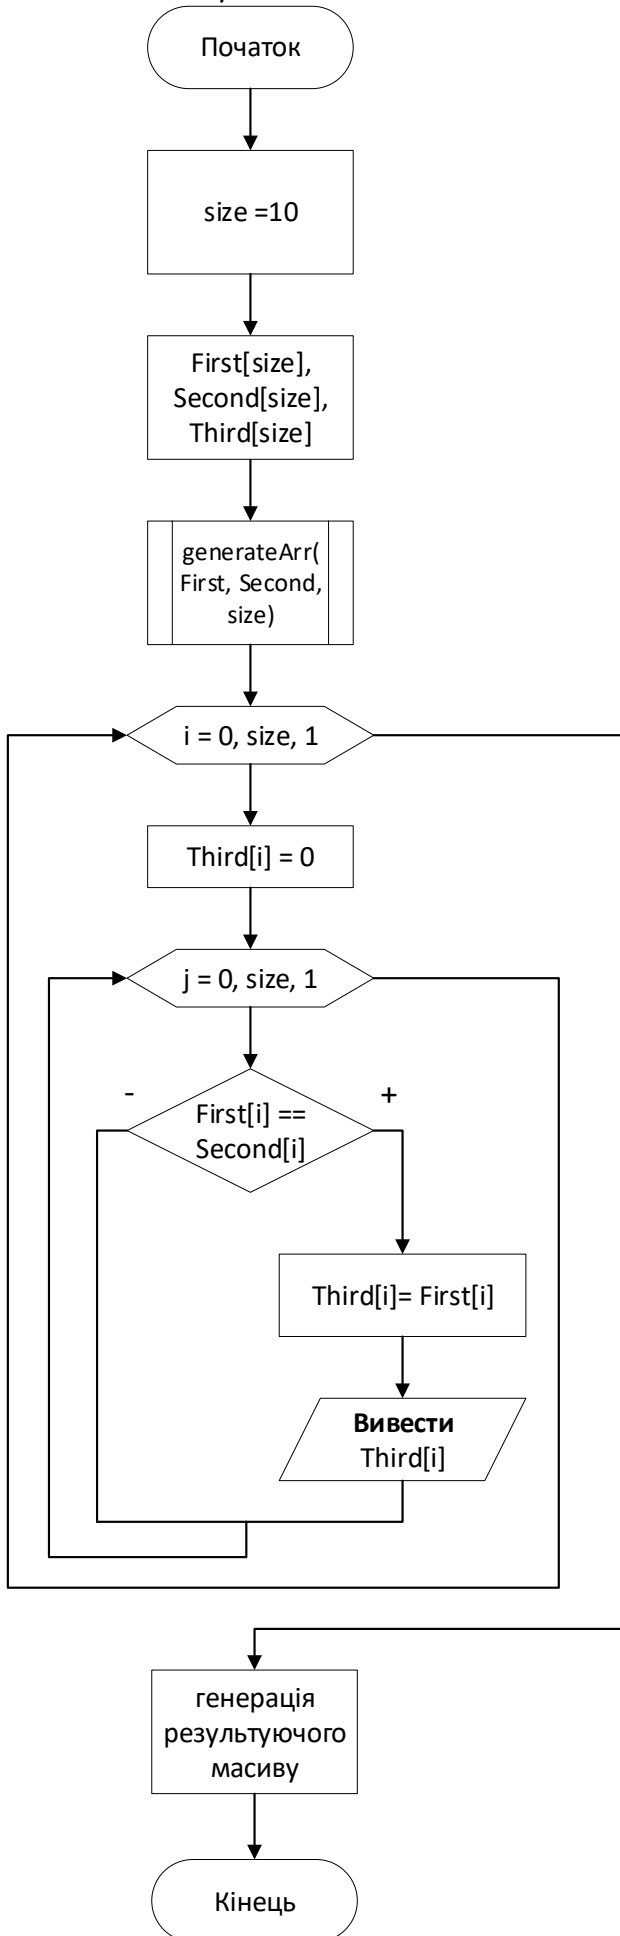 Початок
size =10
First[size],
Second[size],
Third[size]
generateArr(
First, Second,
size)
i = 0, size, 1
Third[i] = 0
j = 0, size, 1
-
+
First[i] ==
Second[i]
Third[i]= First[i]
Вивести
Third[i]
генерація
результуючого
масиву
Кінець